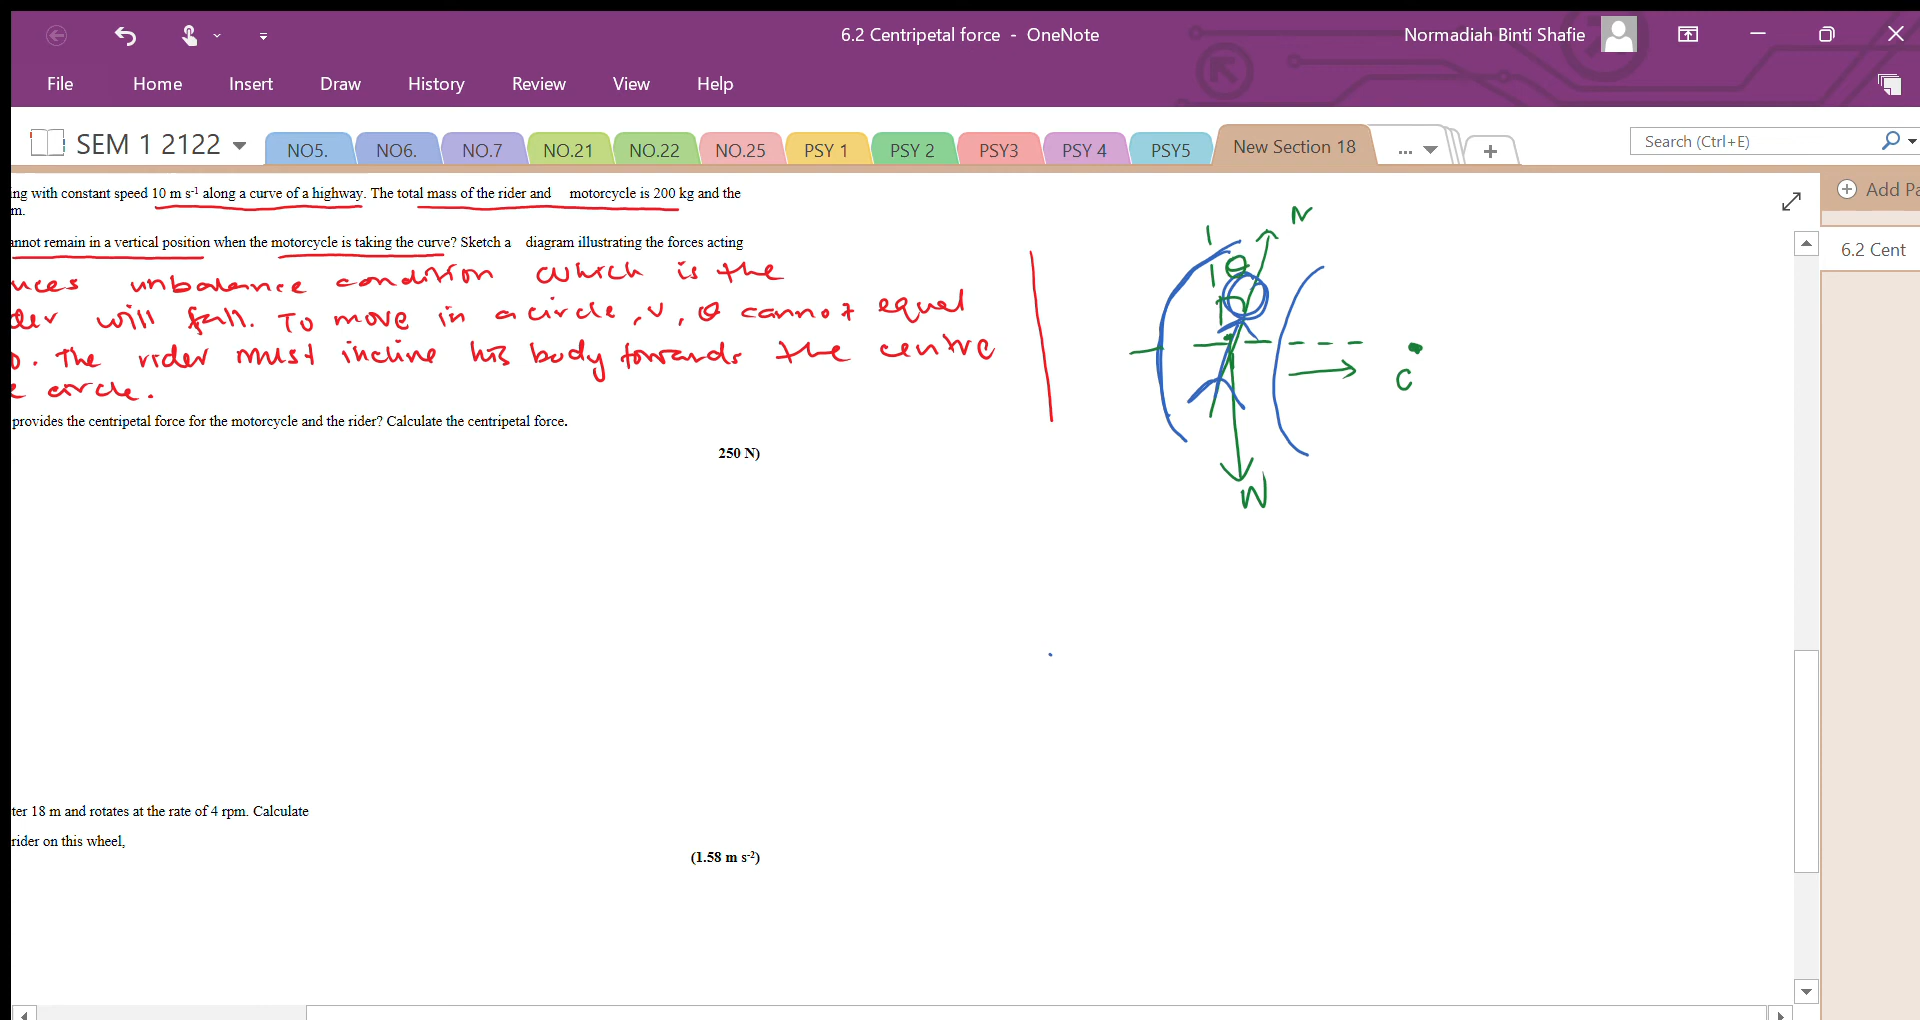 6.2 Centripetal force - OneNote
Normadiah Binti Shafie
File Home Insert Draw History Review View Help
SEM 1 2122 NO5. NO6. NO.7 NO.21 NO.22 NO.25 PSY 1 PSY 2 PSY3 PSY 4 PSY5 New Section 18 ... +
Search (Ctrl+E)
Add Pa
6.2 Cent
ing with constant speed 10 m s⁻¹ along a curve of a highway. The total mass of the rider and motorcycle is 200 kg and the
m.
annot remain in a vertical position when the motorcycle is taking the curve? Sketch a diagram illustrating the forces acting
uces unbalance condition which is the
der will fall. To move in a circle, v, θ cannot equal
o. The rider must incline his body towards the centre
e circle.
N
θ
C
W
provides the centripetal force for the motorcycle and the rider? Calculate the centripetal force.
250 N)
ter 18 m and rotates at the rate of 4 rpm. Calculate
rider on this wheel,
(1.58 m s⁻²)